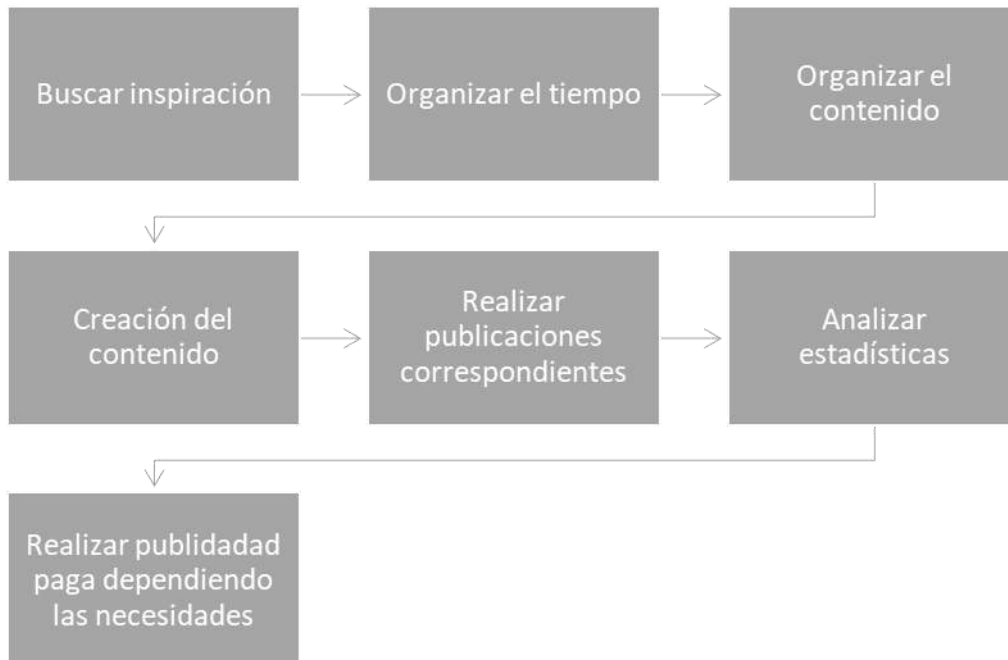 Buscar inspiración
Organizar el tiempo
Organizar el
contenido
Creación del
contenido
Realizar
publicaciones
correspondientes
Analizar
estadísticas
Realizar publidadad
paga dependiendo
las necesidades